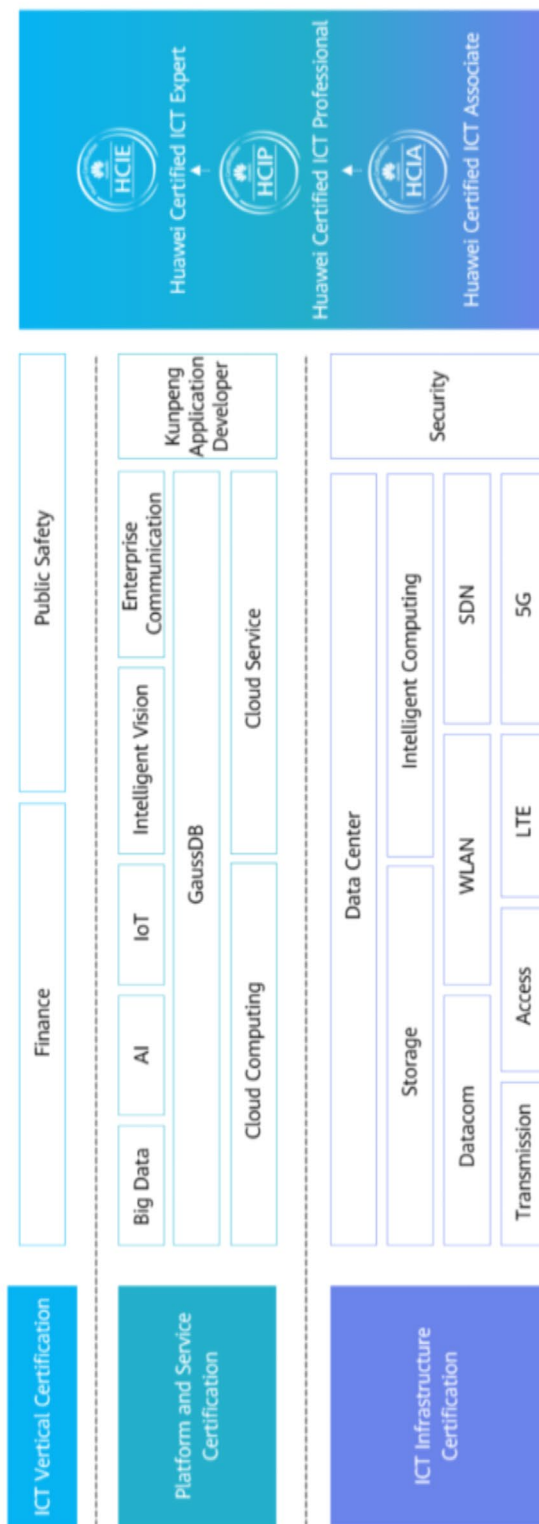 ICT Vertical Certification
Finance
Public Safety
Platform and Service
Certification
Big Data
AI
IoT
Intelligent Vision
Enterprise
Communication
GaussDB
Cloud Computing
Cloud Service
Kunpeng
Application
Developer
ICT Infrastructure
Certification
Data Center
Storage
Intelligent Computing
Datacom
WLAN
SDN
Transmission
Access
LTE
5G
Security
HCIE
Huawei Certified ICT Expert
HCIP
Huawei Certified ICT Professional
HCIA
Huawei Certified ICT Associate